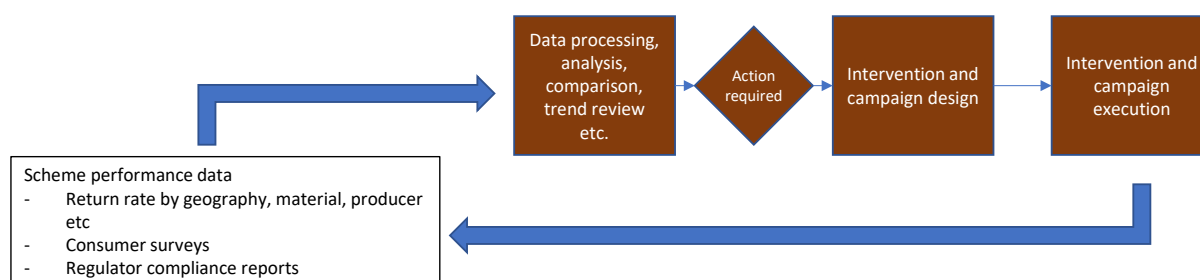 Data processing,
analysis,
comparison,
trend review
etc.
Action
required
Intervention and
campaign design
Intervention and
campaign
execution
Scheme performance data
- Return rate by geography, material, producer
etc
- Consumer surveys
- Regulator compliance reports